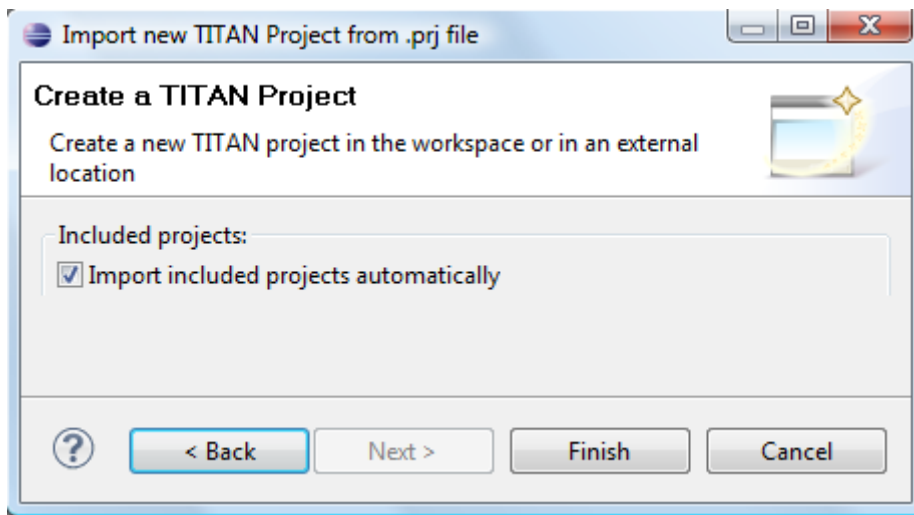 Import new TITAN Project from .prj file
Create a TITAN Project
Create a new TITAN project in the workspace or in an external
location
Included projects:
Import included projects automatically
? < Back Next > Finish Cancel